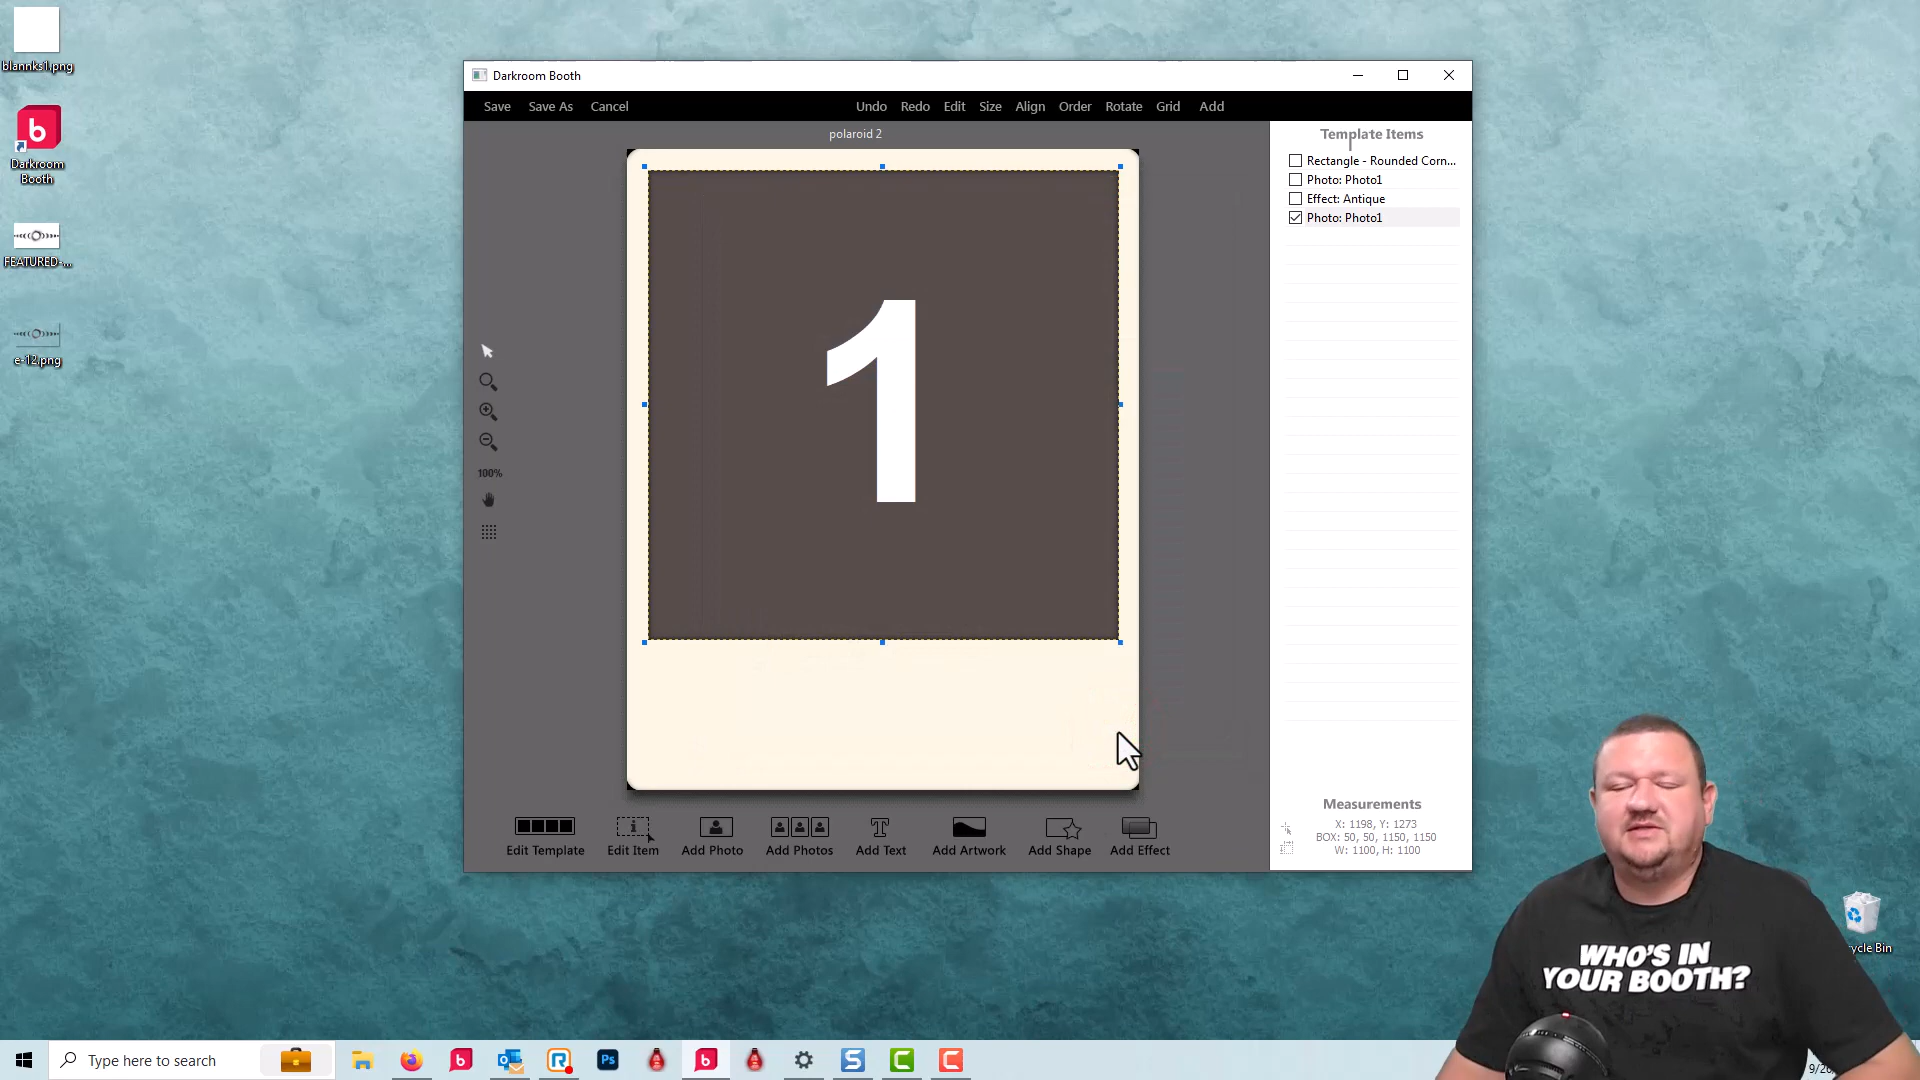 blannks1.png
Darkroom
Booth
FEATURED-...
e-12.png
Darkroom Booth
Save Save As Cancel Undo Redo Edit Size Align Order Rotate Grid Add
polaroid 2
1
100%
Template Items
Rectangle - Rounded Corn...
Photo: Photo1
Effect: Antique
Photo: Photo1
Edit Template Edit Item Add Photo Add Photos Add Text Add Artwork Add Shape Add Effect
Measurements
X: 1198, Y: 1273
BOX: 50, 50, 1150, 1150
W: 1100, H: 1100
WHO'S IN
YOUR BOOTH?
Bin
Type here to search
Ps